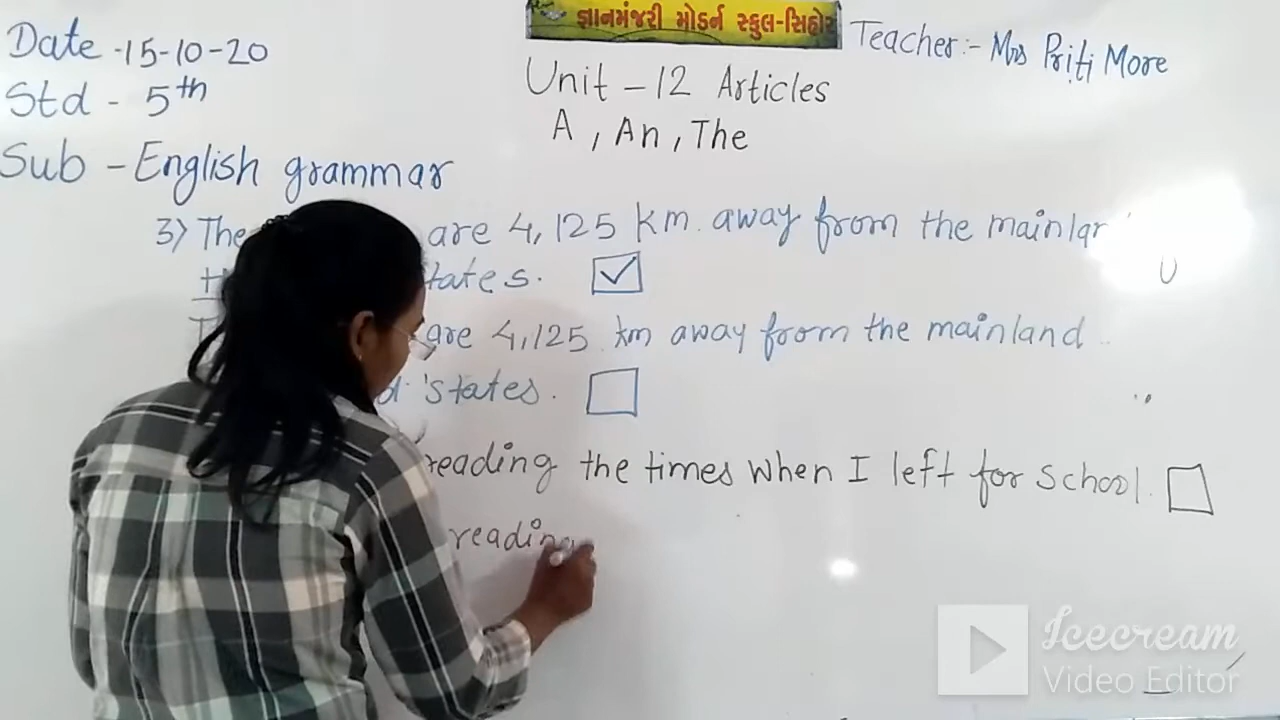 Date -15-10-20
જ્ઞાનમંજરી મોડર્ન સ્કુલ-સિહોર
Teacher:- Mrs Priti More
Std - 5th
Unit - 12 Articles
A , An , The
Sub - English grammar
3) The are 4,125 km. away from the
states.
are 4,125 km away from the mainland
states.
reading the times when I left for school.
reading
Icecream
Video Editor